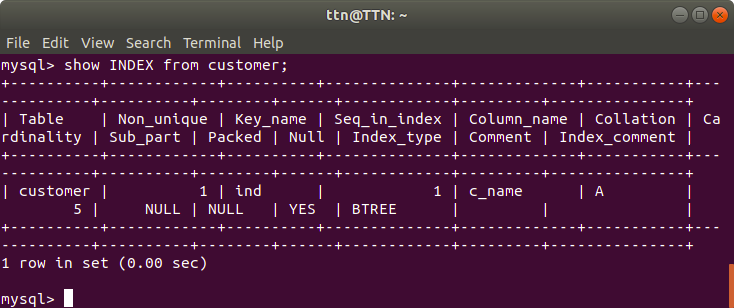 ttn@TTN: ~
File Edit View Search Terminal Help
mysql> show INDEX from customer;
+----------+------------+----------+--------------+-------------+-----------+---
----------+----------+--------+------+------------+---------+---------------+
| Table    | Non_unique | Key_name | Seq_in_index | Column_name | Collation | Ca
rdinality | Sub_part | Packed | Null | Index_type | Comment | Index_comment |
+----------+------------+----------+--------------+-------------+-----------+---
----------+----------+--------+------+------------+---------+---------------+
| customer |          1 | ind      |            1 | c_name      | A         |
        5 |     NULL | NULL   | YES  | BTREE      |         |               |
+----------+------------+----------+--------------+-------------+-----------+---
----------+----------+--------+------+------------+---------+---------------+
1 row in set (0.00 sec)
mysql>